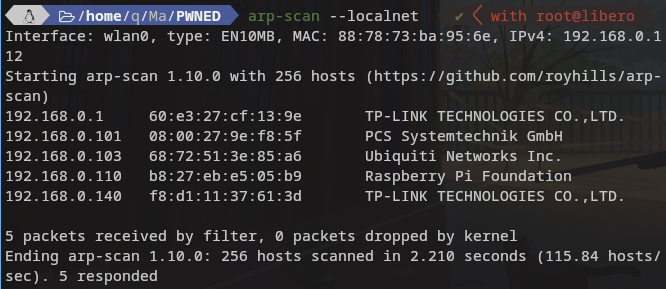 /home/q/Ma/PWNED arp-scan --localnet ✔ with root@libero
Interface: wlan0, type: EN10MB, MAC: 88:78:73:ba:95:6e, IPv4: 192.168.0.1
12
Starting arp-scan 1.10.0 with 256 hosts (https://github.com/royhills/arp-
scan)
192.168.0.1 60:e3:27:cf:13:9e TP-LINK TECHNOLOGIES CO.,LTD.
192.168.0.101 08:00:27:9e:f8:5f PCS Systemtechnik GmbH
192.168.0.103 68:72:51:3e:85:a6 Ubiquiti Networks Inc.
192.168.0.110 b8:27:eb:e5:05:b9 Raspberry Pi Foundation
192.168.0.140 f8:d1:11:37:61:3d TP-LINK TECHNOLOGIES CO.,LTD.
5 packets received by filter, 0 packets dropped by kernel
Ending arp-scan 1.10.0: 256 hosts scanned in 2.210 seconds (115.84 hosts/
sec). 5 responded